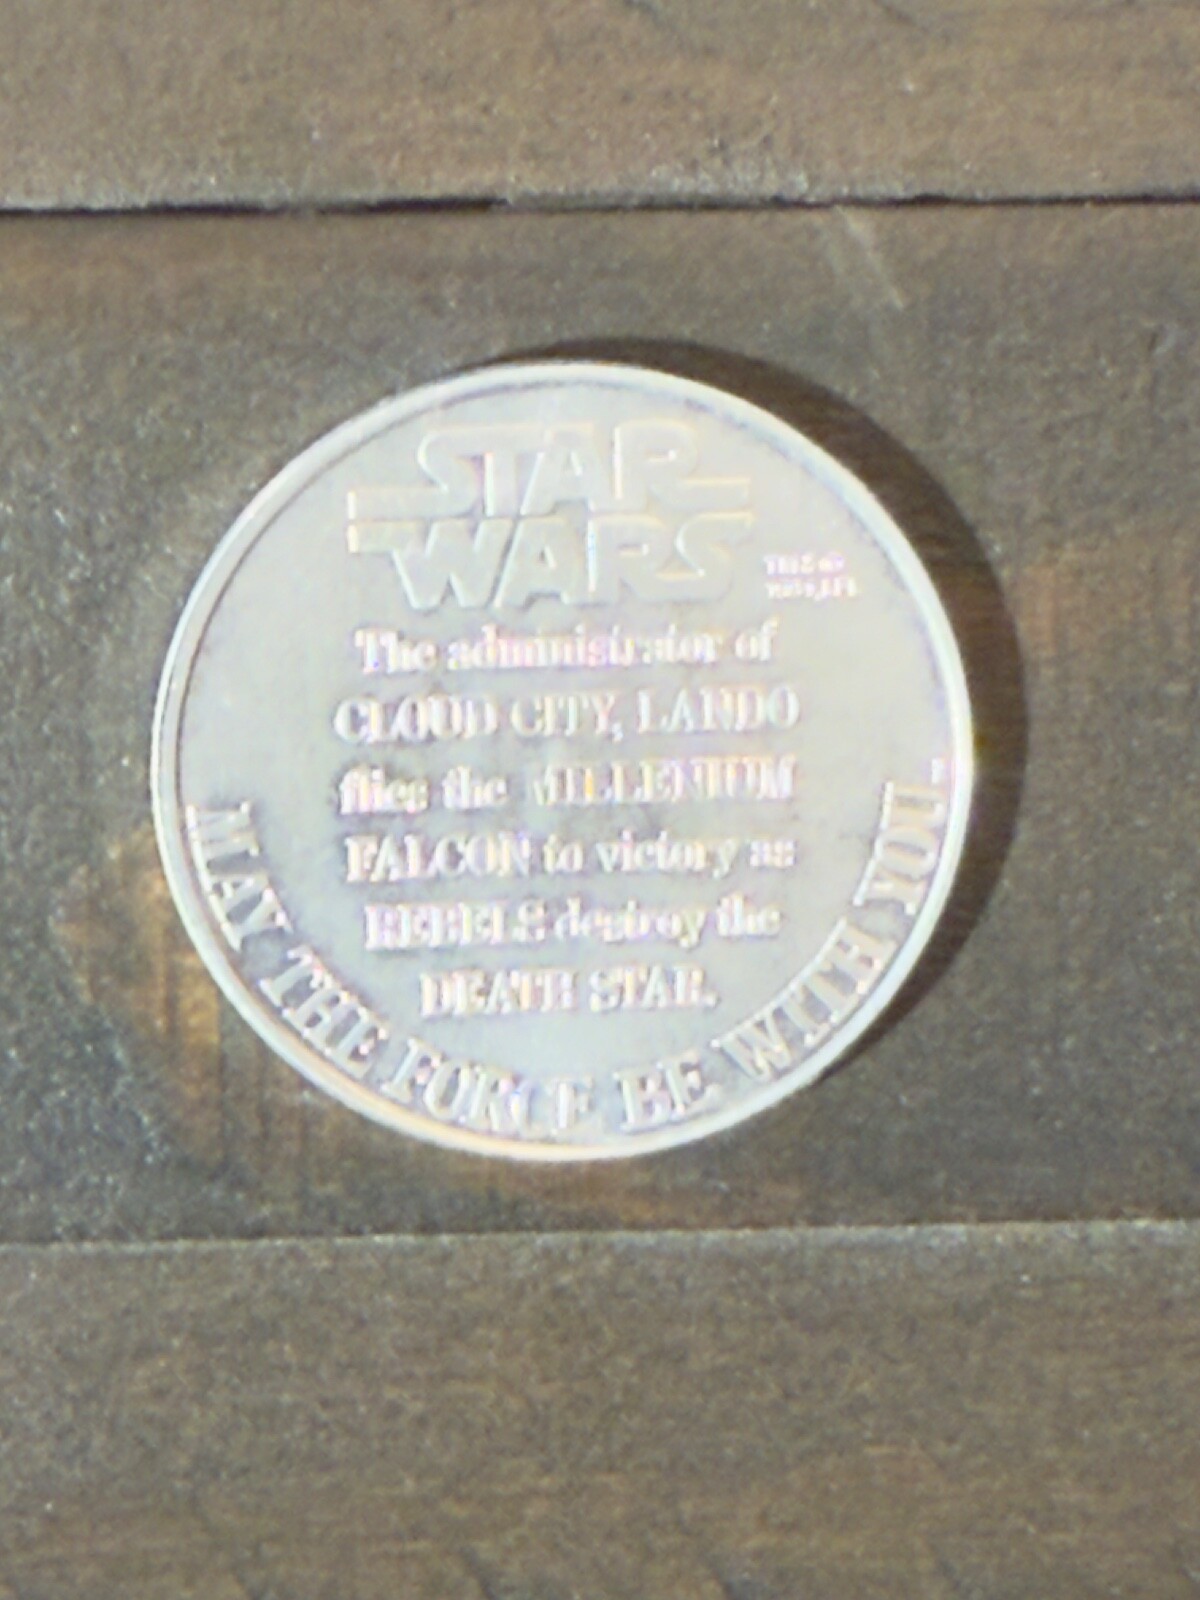 STAR
WARS
The administrator of
CLOUD CITY, LANDO
flies the MILLENIUM
FALCON to victory as
REBELS destroy the
DEATH STAR.
MAY THE FORCE BE WITH YOU.